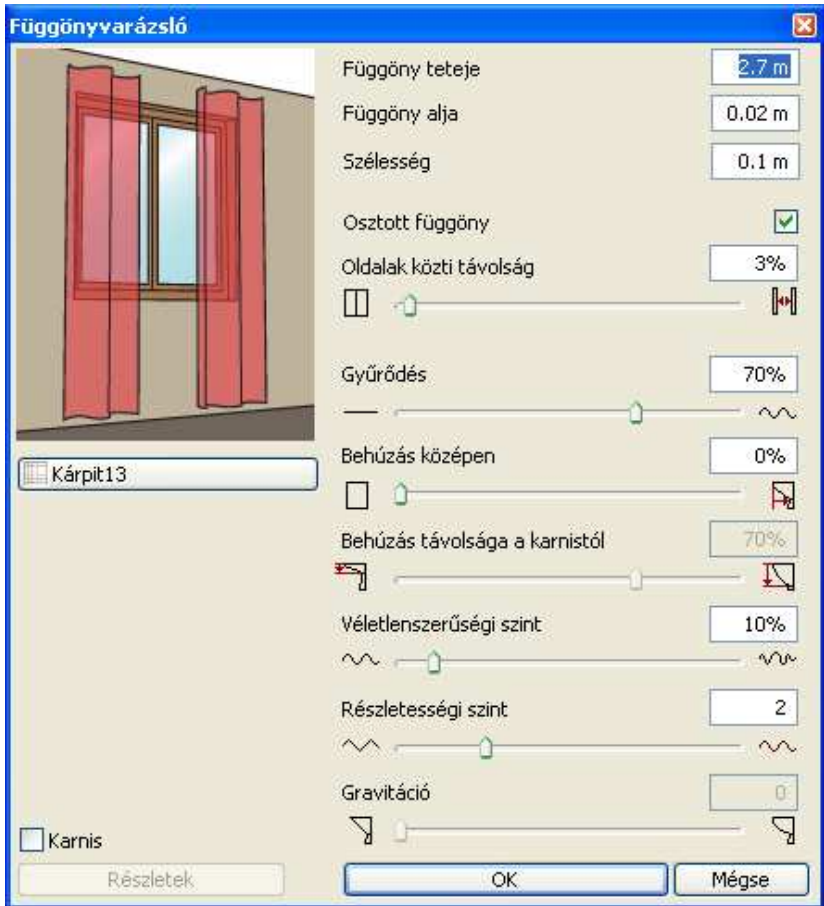 Függönyvarázsló
Függöny teteje 2.7 m
Függöny alja 0.02 m
Szélesség 0.1 m
Osztott függöny
Oldalak közti távolság 3%
Gyűrődés 70%
Kárpit13
Behúzás középen 0%
Behúzás távolsága a karnistól 70%
Véletlenszerűségi szint 10%
Részletességi szint 2
Gravitáció 0
Karnis
Részletek OK Mégse